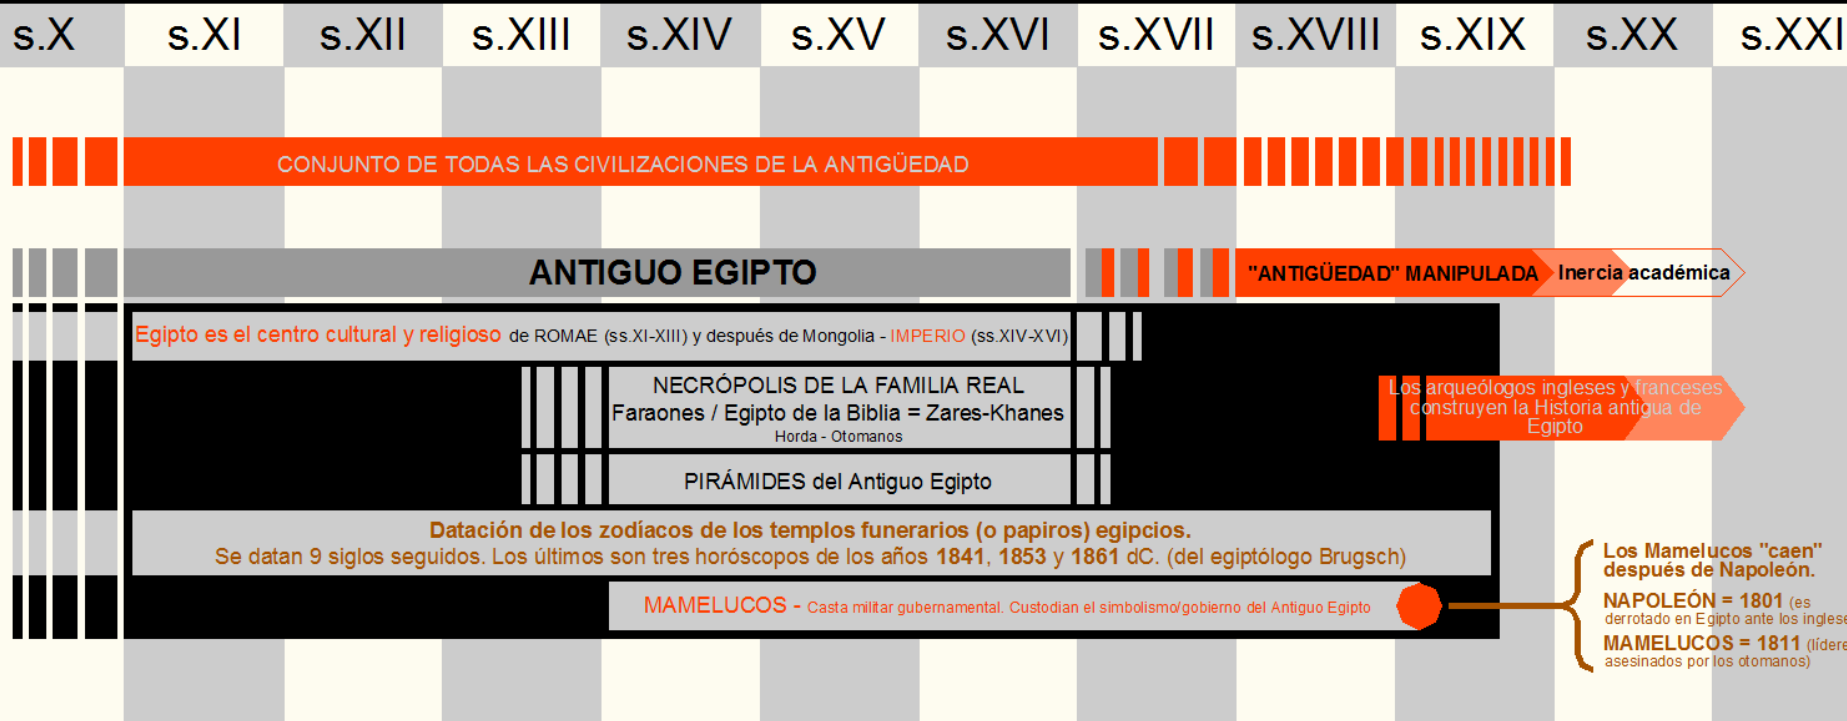 s.X s.XI s.XII s.XIII s.XIV s.XV s.XVI s.XVII s.XVIII s.XIX s.XX s.XXI
CONJUNTO DE TODAS LAS CIVILIZACIONES DE LA ANTIGÜEDAD
ANTIGUO EGIPTO
"ANTIGÜEDAD" MANIPULADA
Inercia académica
Egipto es el centro cultural y religioso de ROMAE (ss.XI-XIII) y después de Mongolia - IMPERIO (ss.XIV-XVI)
NECRÓPOLIS DE LA FAMILIA REAL
Faraones / Egipto de la Biblia = Zares-Khanes
Horda - Otomanos
Los arqueólogos ingleses y franceses
construyen la Historia antigua de
Egipto
PIRÁMIDES del Antiguo Egipto
Datación de los zodíacos de los templos funerarios (o papiros) egipcios.
Se datan 9 siglos seguidos. Los últimos son tres horóscopos de los años 1841, 1853 y 1861 dC. (del egiptólogo Brugsch)
MAMELUCOS - Casta militar gubernamental. Custodian el simbolismo/gobierno del Antiguo Egipto
Los Mamelucos "caen"
después de Napoleón.
NAPOLEÓN = 1801 (es
derrotado en Egipto ante los inglese
MAMELUCOS = 1811 (lídere
asesinados por los otomanos)